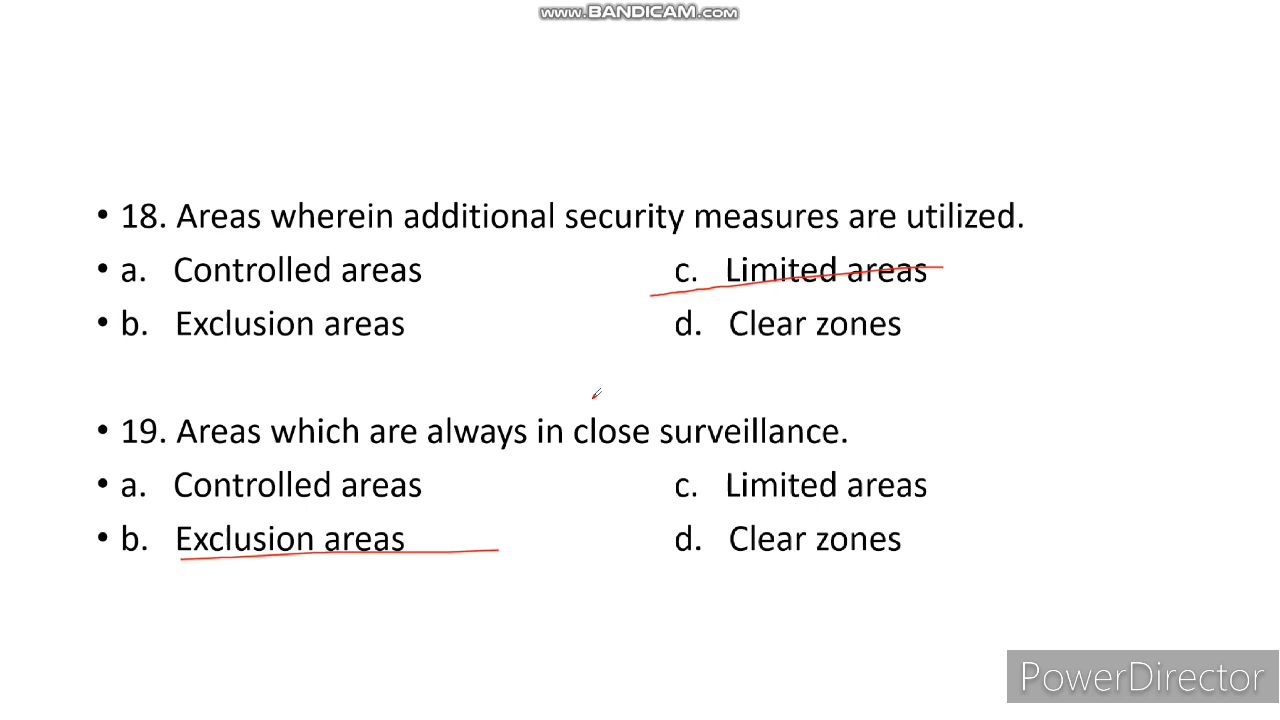 www.BANDICAM.com
• 18. Areas wherein additional security measures are utilized.
• a. Controlled areas c. Limited areas
• b. Exclusion areas d. Clear zones
• 19. Areas which are always in close surveillance.
• a. Controlled areas c. Limited areas
• b. Exclusion areas d. Clear zones
PowerDirector